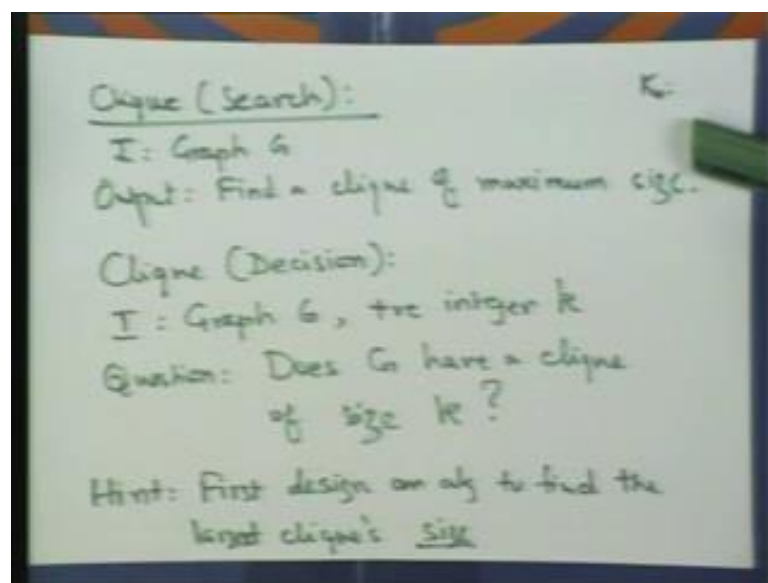 Clique (Search):
K
I: Graph G
Output: Find a clique of maximum size.
Clique (Decision):
I: Graph G, +ve integer k
Question: Does G have a clique
of size k?
Hint: First design an alg to find the
largest clique's size